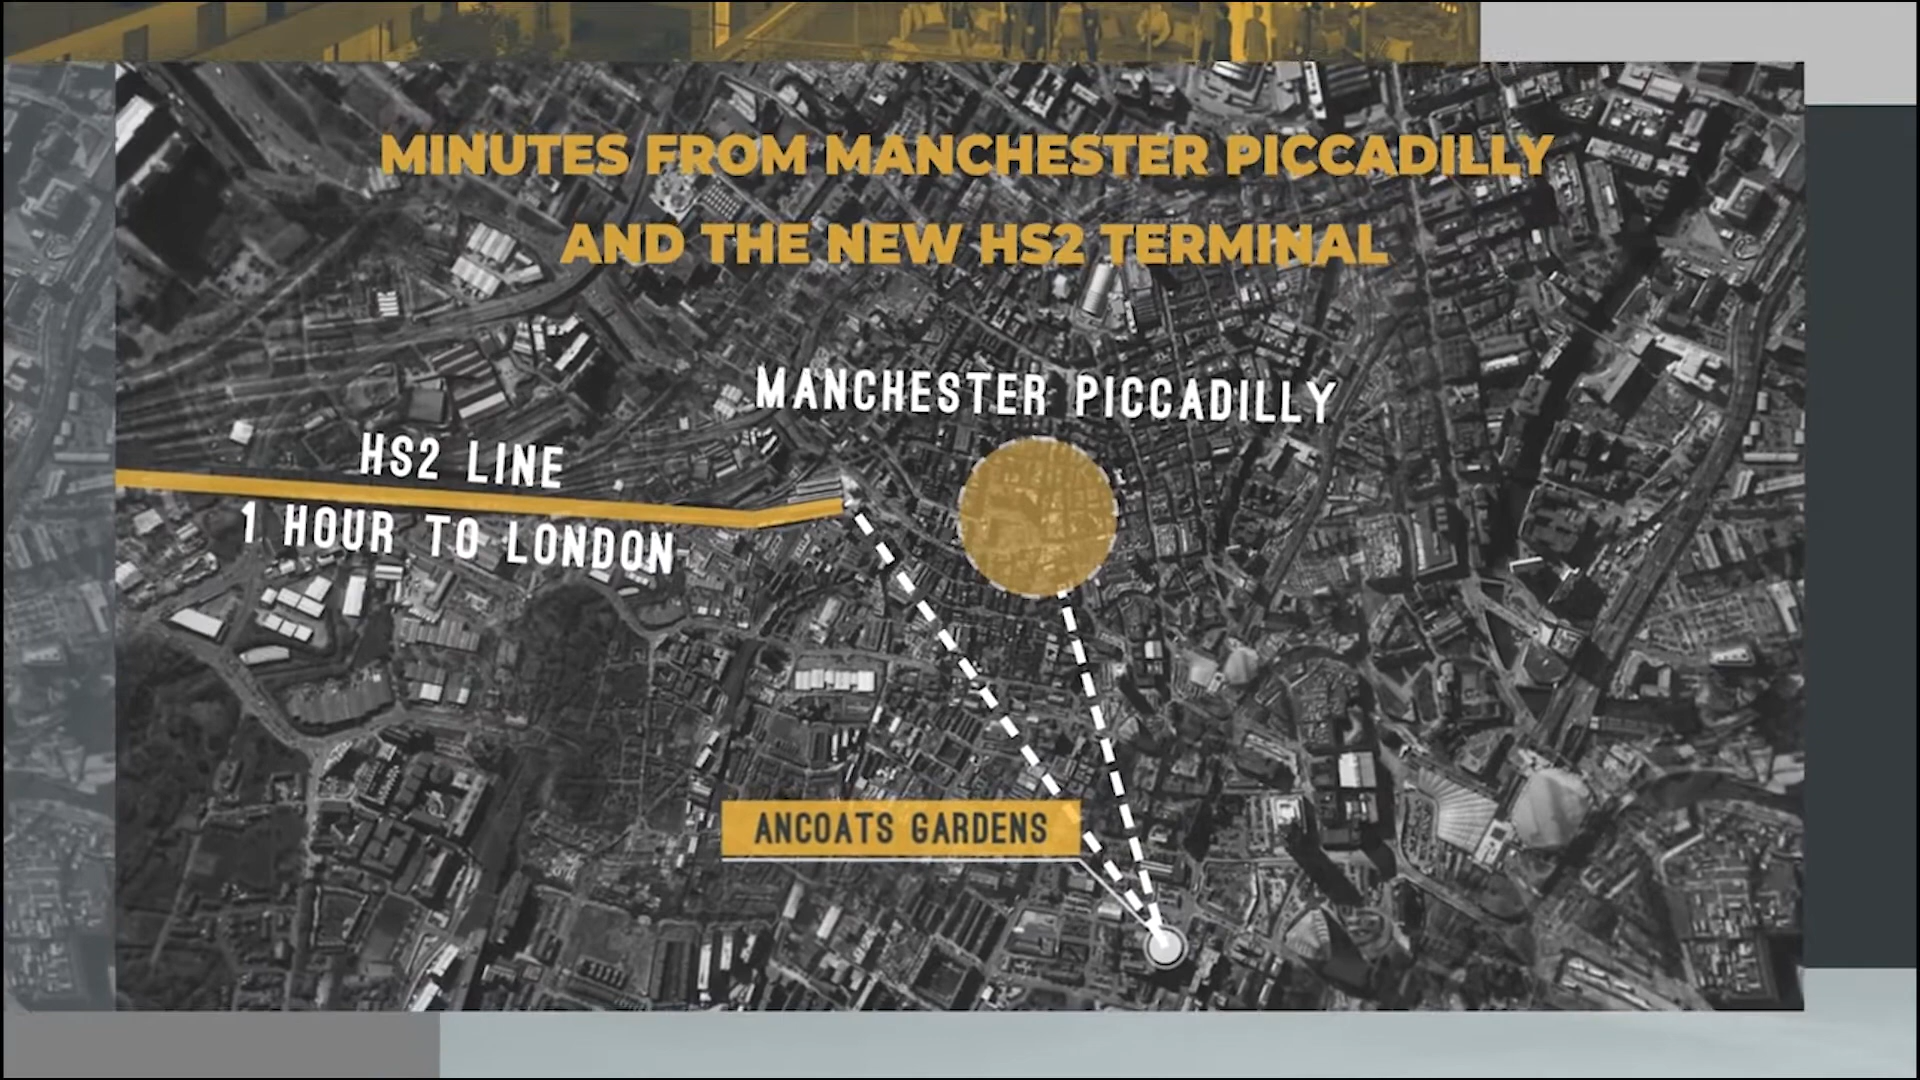 MINUTES FROM MANCHESTER PICCADILLY
AND THE NEW HS2 TERMINAL
MANCHESTER PICCADILLY
HS2 LINE
1 HOUR TO LONDON
ANCOATS GARDENS